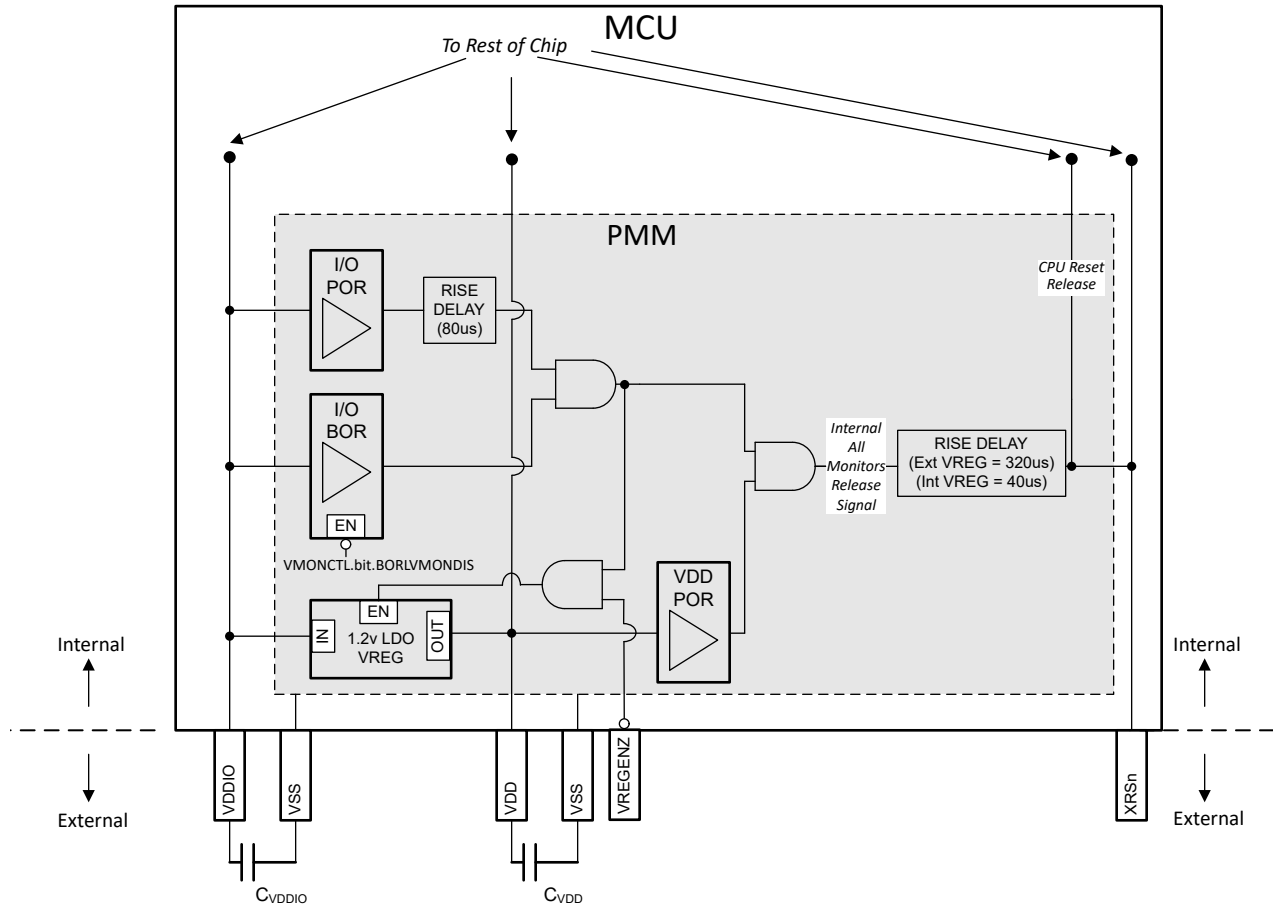 MCU
To Rest of Chip
PMM
I/O
POR
RISE
DELAY
(80us)
CPU Reset
Release
I/O
BOR
EN
VMONCTL.bit.BORLVMONDIS
Internal
All
Monitors
Release
Signal
RISE DELAY
(Ext VREG = 320us)
(Int VREG = 40us)
EN
IN
1.2v LDO
VREG
OUT
VDD
POR
Internal
External
Internal
External
VDDIO
VSS
VDD
VSS
VREGENZ
XRSn
CVDDIO
CVDD